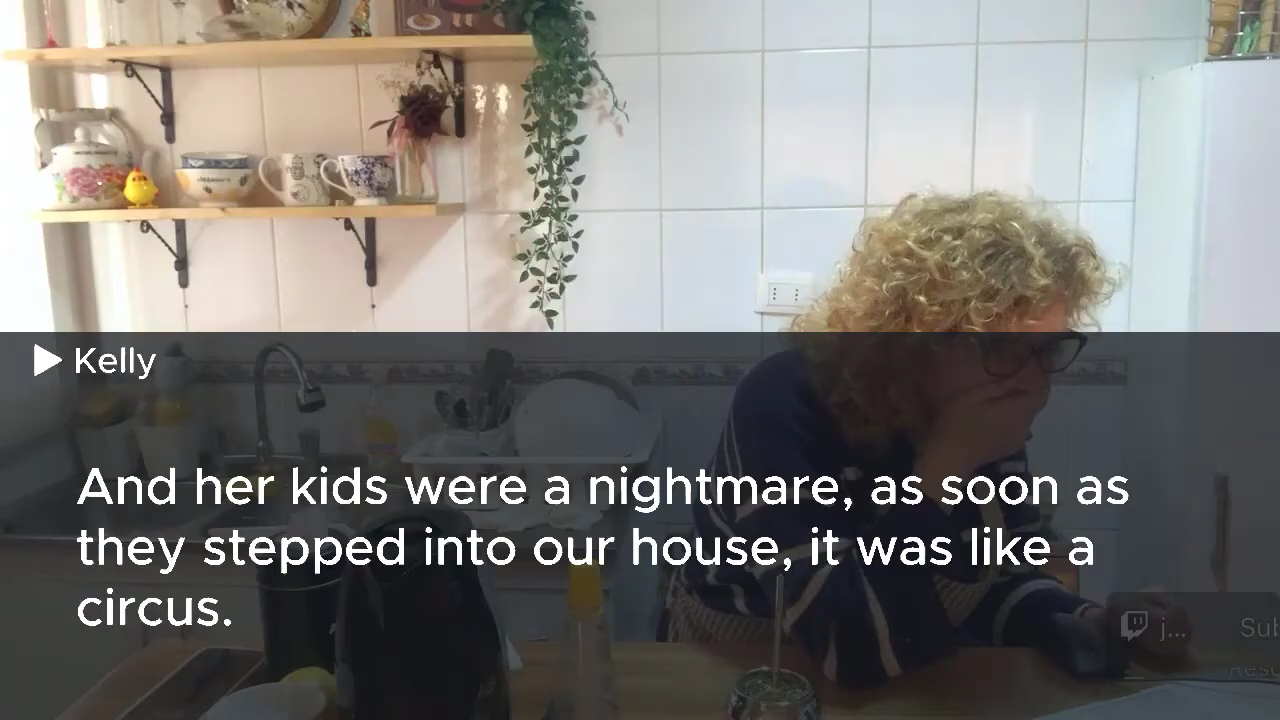 Kelly
And her kids were a nightmare, as soon as
they stepped into our house, it was like a
circus.
j...